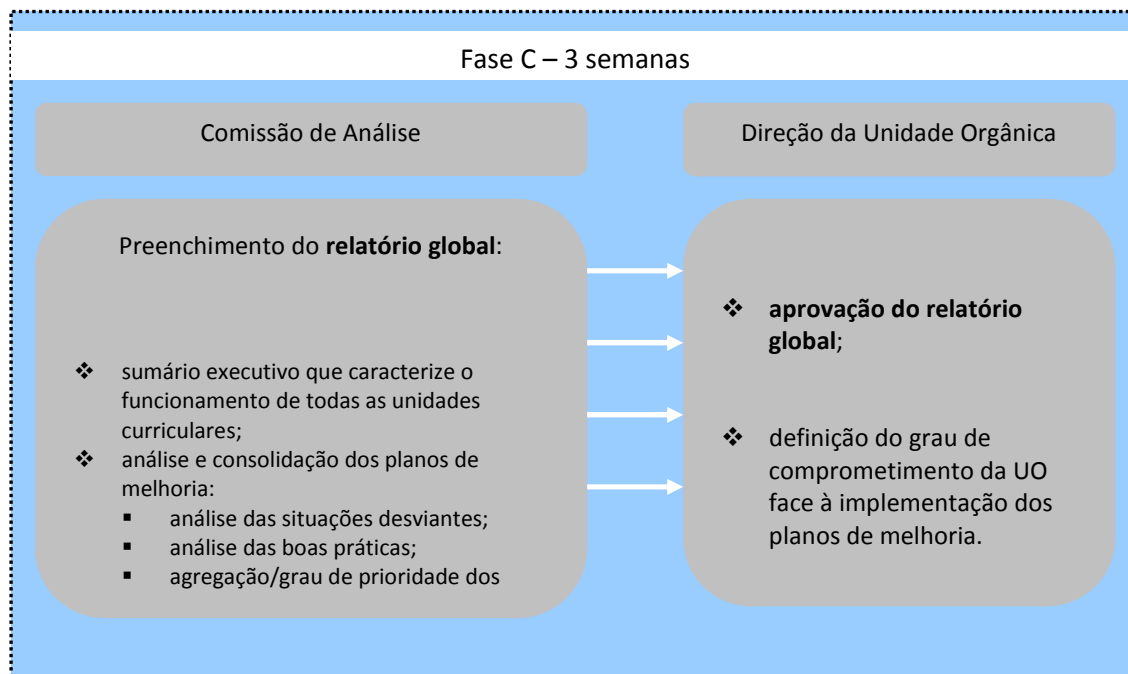 Fase C – 3 semanas
Comissão de Análise
Direção da Unidade Orgânica
Preenchimento do relatório global:
❖ sumário executivo que caracterize o
funcionamento de todas as unidades
curriculares;
❖ análise e consolidação dos planos de
melhoria:
▪ análise das situações desviantes;
▪ análise das boas práticas;
▪ agregação/grau de prioridade dos
❖ aprovação do relatório
global;
❖ definição do grau de
comprometimento da UO
face à implementação dos
planos de melhoria.